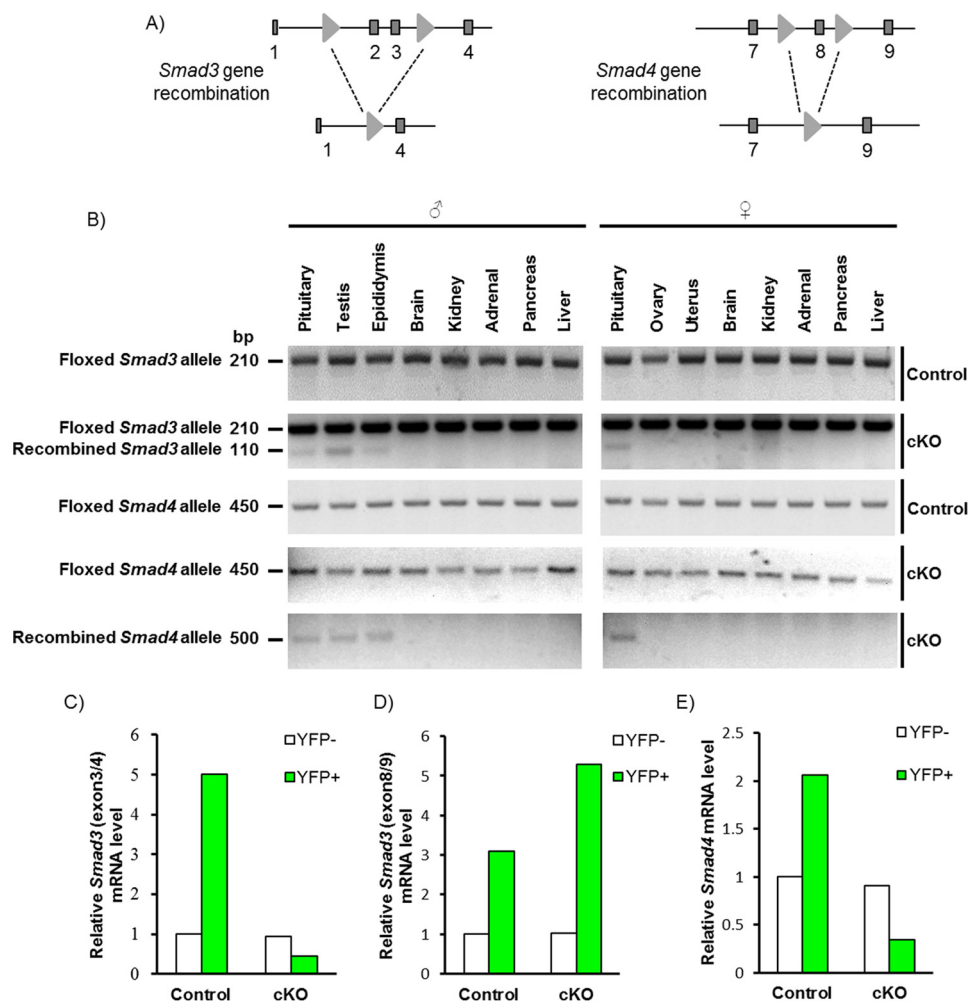 A)
1 2 3 4
Smad3 gene
recombination
1 4
7 8 9
Smad4 gene
recombination
7 9
B)
♂
♀
Pituitary
Testis
Epididymis
Brain
Kidney
Adrenal
Pancreas
Liver
Pituitary
Ovary
Uterus
Brain
Kidney
Adrenal
Pancreas
Liver
bp
Floxed Smad3 allele 210
Control
Floxed Smad3 allele 210
Recombined Smad3 allele 110
cKO
Floxed Smad4 allele 450
Control
Floxed Smad4 allele 450
cKO
Recombined Smad4 allele 500
cKO
C)
Relative Smad3 (exon3/4)
mRNA level
6
5
4
3
2
1
0
YFP-
YFP+
Control cKO
D)
Relative Smad3 (exon8/9)
mRNA level
6
5
4
3
2
1
0
YFP-
YFP+
Control cKO
E)
Relative Smad4 mRNA level
2.5
2
1.5
1
0.5
0
YFP-
YFP+
Control cKO